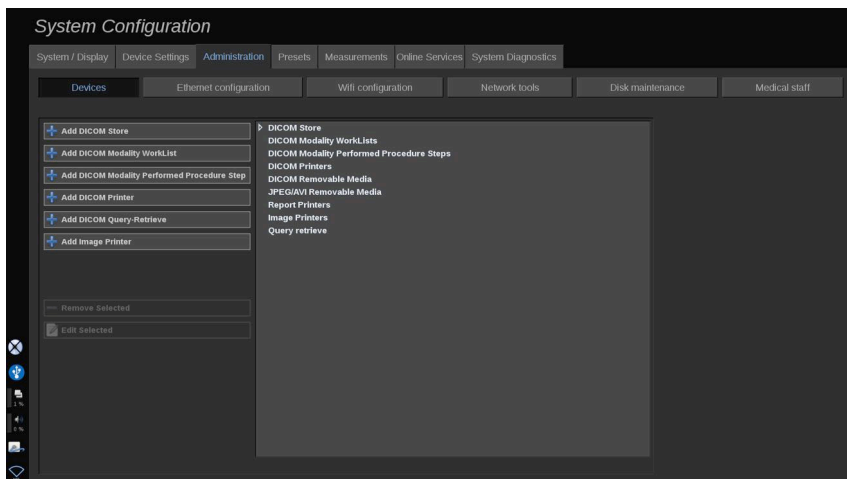 System Configuration
System / Display Device Settings Administration Presets Measurements Online Services System Diagnostics
Devices Ethernet configuration Wifi configuration Network tools Disk maintenance Medical staff
Add DICOM Store
Add DICOM Modality WorkList
Add DICOM Modality Performed Procedure Step
Add DICOM Printer
Add DICOM Query-Retrieve
Add Image Printer
Remove Selected
Edit Selected
DICOM Store
DICOM Modality WorkLists
DICOM Modality Performed Procedure Steps
DICOM Printers
DICOM Removable Media
JPEG/AVI Removable Media
Report Printers
Image Printers
Query retrieve
1 %
0 %